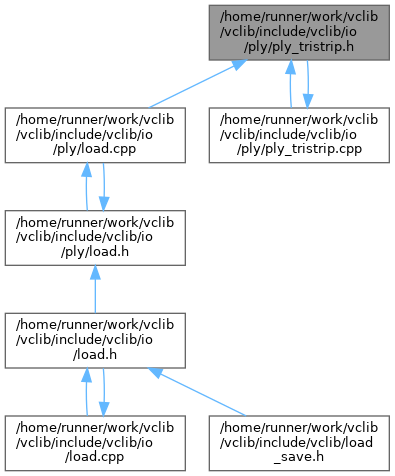 /home/runner/work/vclib
/vclib/include/vclib/io
/ply/ply_tristrip.h
/home/runner/work/vclib
/vclib/include/vclib/io
/ply/load.cpp
/home/runner/work/vclib
/vclib/include/vclib/io
/ply/ply_tristrip.cpp
/home/runner/work/vclib
/vclib/include/vclib/io
/ply/load.h
/home/runner/work/vclib
/vclib/include/vclib/io
/load.h
/home/runner/work/vclib
/vclib/include/vclib/io
/load.cpp
/home/runner/work/vclib
/vclib/include/vclib/load
_save.h